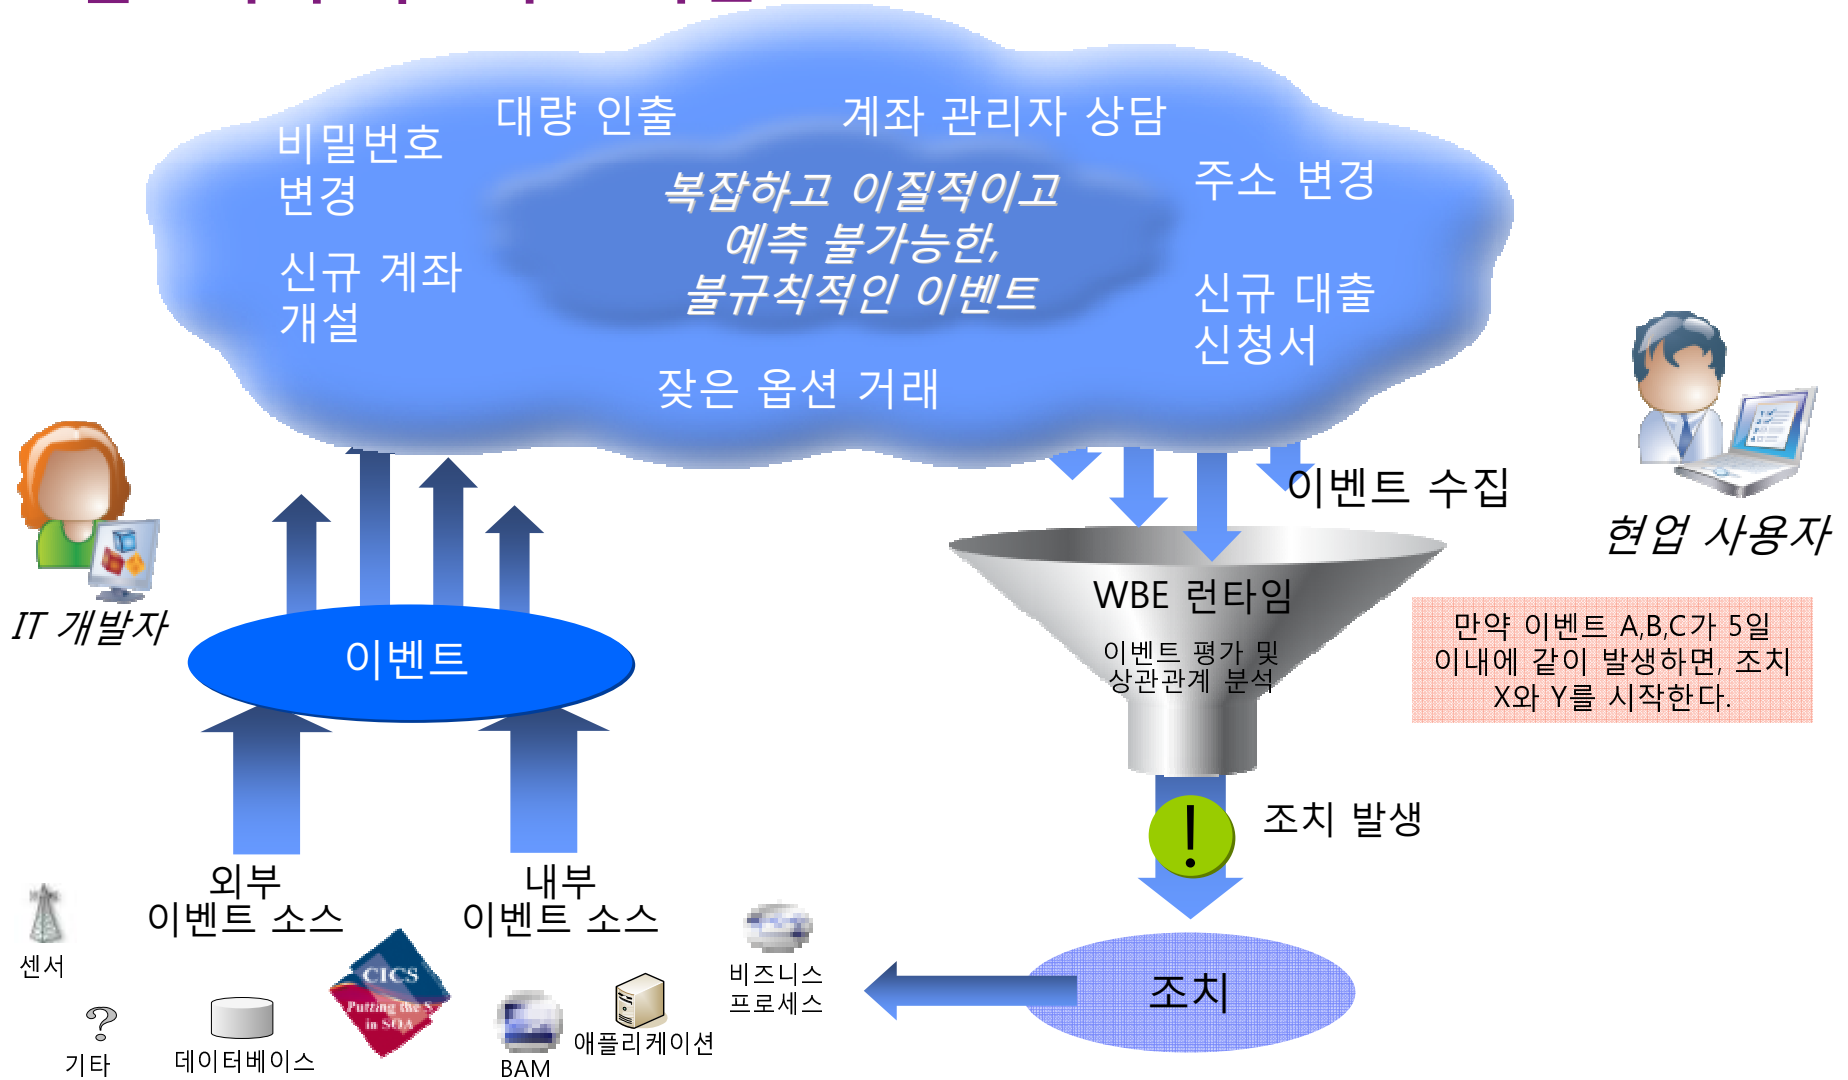 대량 인출
계좌 관리자 상담
비밀번호
변경
주소 변경
복잡하고 이질적이고
예측 불가능한,
불규칙적인 이벤트
신규 계좌
개설
신규 대출
신청서
잦은 옵션 거래
이벤트 수집
현업 사용자
IT 개발자
WBE 런타임
이벤트 평가 및
상관관계 분석
만약 이벤트 A,B,C가 5일
이내에 같이 발생하면, 조치
X와 Y를 시작한다.
이벤트
!
조치 발생
외부
이벤트 소스
내부
이벤트 소스
센서
기타
데이터베이스
CICS
Putting the S
in SOA
BAM
애플리케이션
비즈니스
프로세스
조치
?